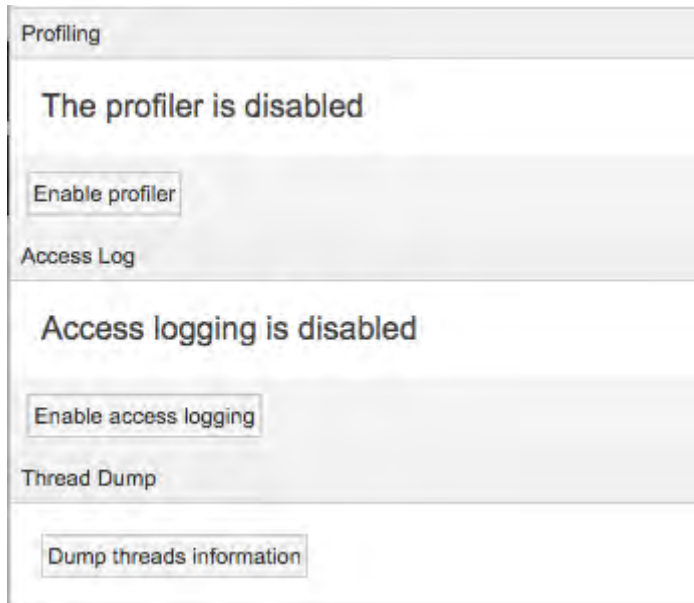 Profiling
The profiler is disabled
Enable profiler
Access Log
Access logging is disabled
Enable access logging
Thread Dump
Dump threads information